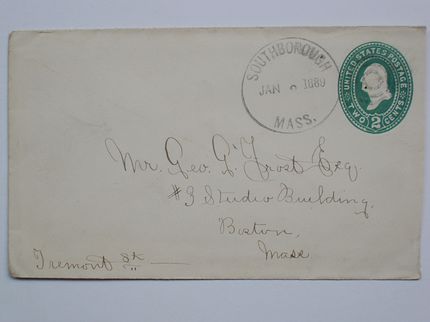 SOUTHBOROUGH
JAN 1889
MASS.
UNITED STATES POSTAGE
TWO 2 CENTS
Mr. Geo. G. Frost Esq.
#3 Studio Building,
Boston,
Mass
Tremont St